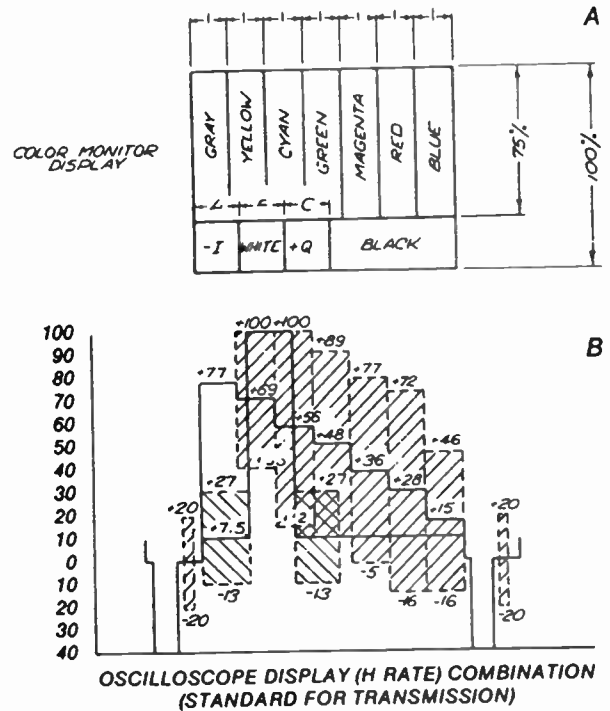 A
GRAY
YELLOW
CYAN
GREEN
MAGENTA
RED
BLUE
COLOR MONITOR
DISPLAY
75%
100%
-I
WHITE
+Q
BLACK
B
100
90
80
70
60
50
40
30
20
10
0
10
20
30
40
+100 +100
+89
+77
+77
+72
+69
+56
+48
+46
+36
+28
+27
+27
+20
+15
+20
+7.5
-5
-13
-13
-16
-16
-20
-20
OSCILLOSCOPE DISPLAY (H RATE) COMBINATION
(STANDARD FOR TRANSMISSION)